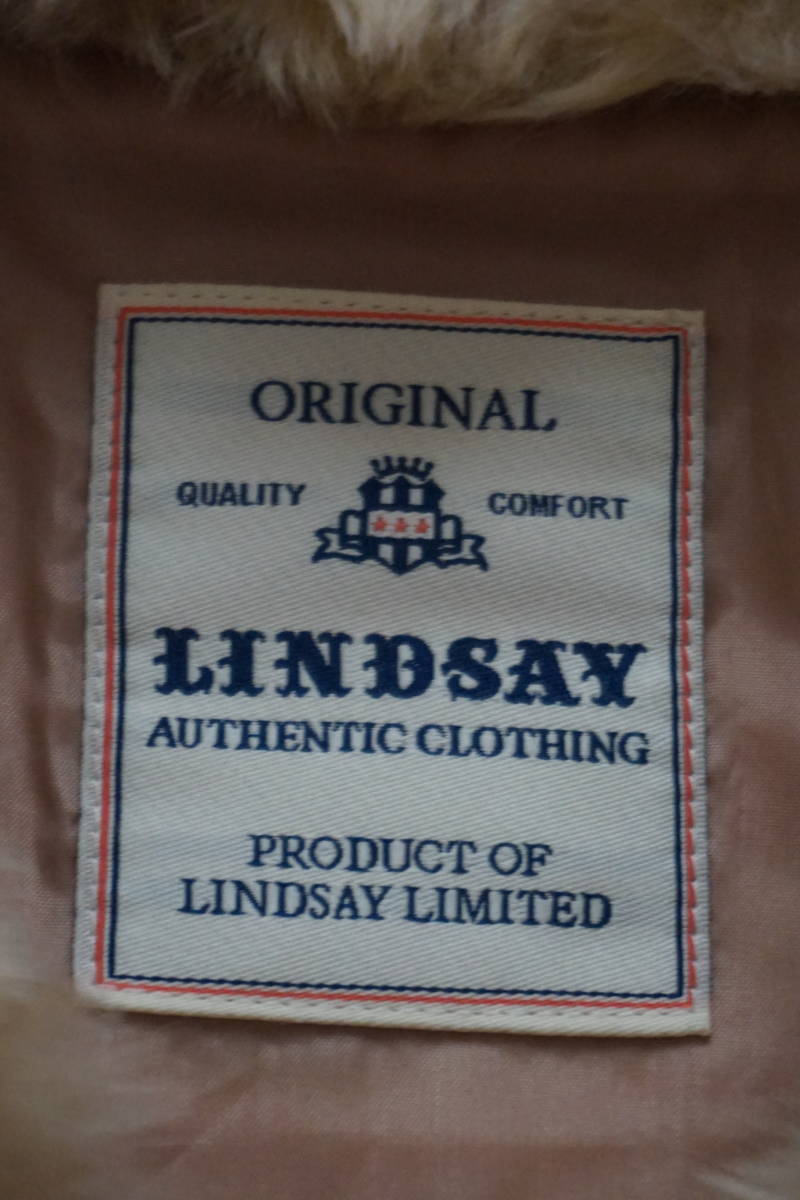 ORIGINAL
QUALITY COMFORT
LINDSAY
AUTHENTIC CLOTHING
PRODUCT OF
LINDSAY LIMITED